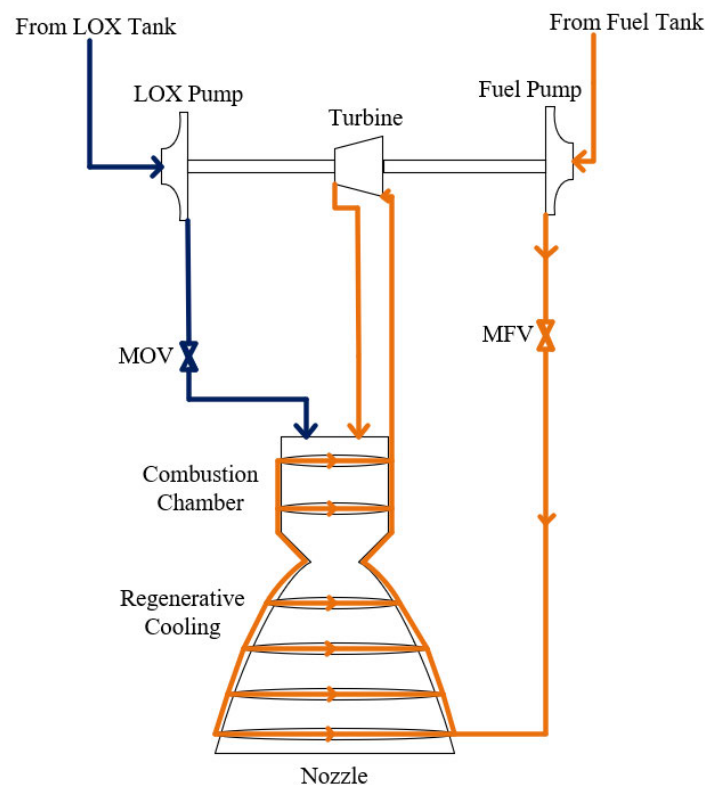 From LOX Tank
From Fuel Tank
LOX Pump
Turbine
Fuel Pump
MOV
MFV
Combustion
Chamber
Regenerative
Cooling
Nozzle